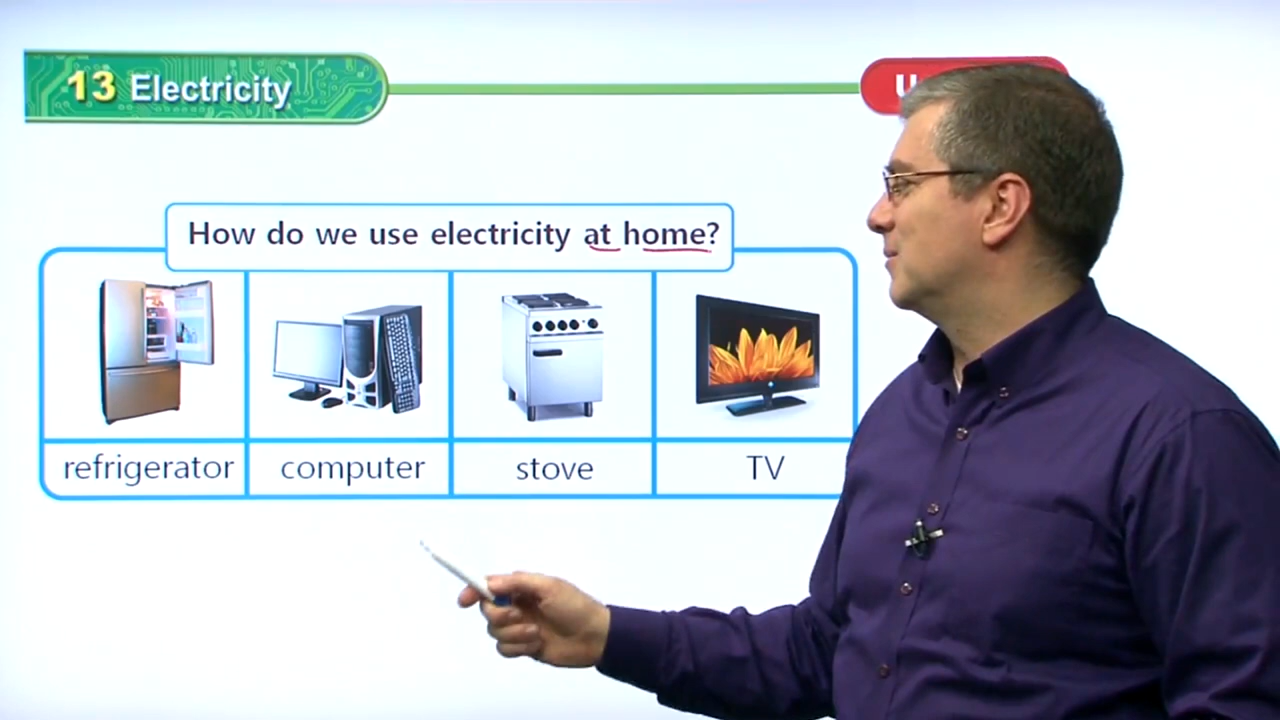 13 Electricity
How do we use electricity at home?
refrigerator
computer
stove
TV